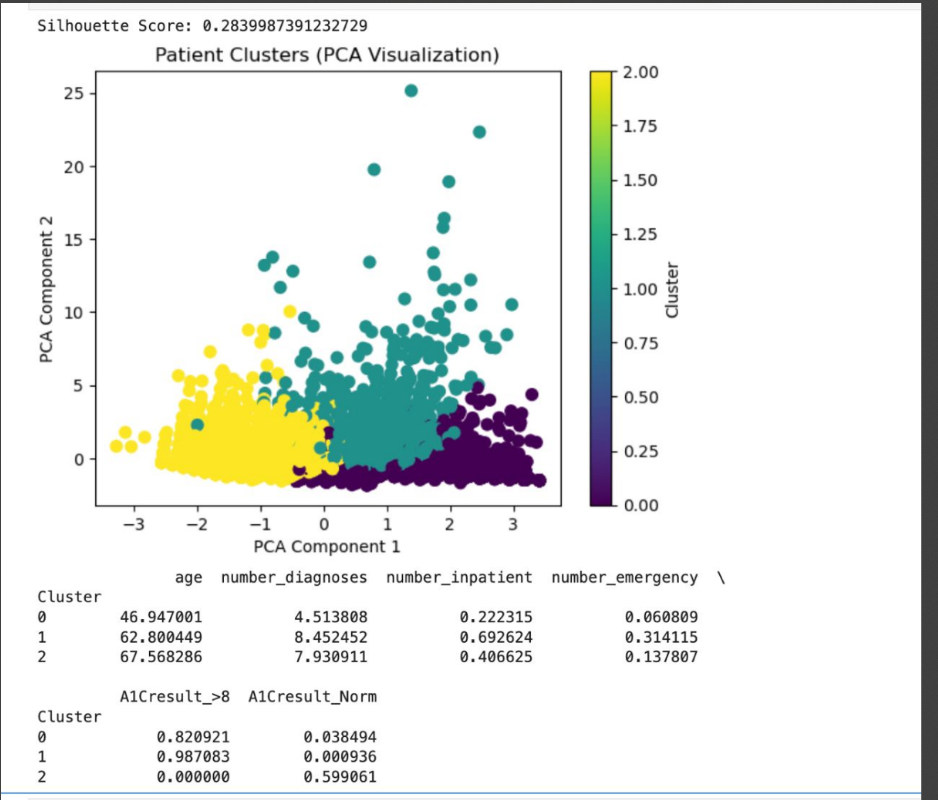 Silhouette Score: 0.2839987391232729
Patient Clusters (PCA Visualization)
25
20
15
10
5
0
PCA Component 2
−3 −2 −1 0 1 2 3
PCA Component 1
2.00
1.75
1.50
1.25
1.00
0.75
0.50
0.25
0.00
Cluster
age number_diagnoses number_inpatient number_emergency \
Cluster
0 46.947001 4.513808 0.222315 0.060809
1 62.800449 8.452452 0.692624 0.314115
2 67.568286 7.930911 0.406625 0.137807
A1Cresult_>8 A1Cresult_Norm
Cluster
0 0.820921 0.038494
1 0.987083 0.000936
2 0.000000 0.599061